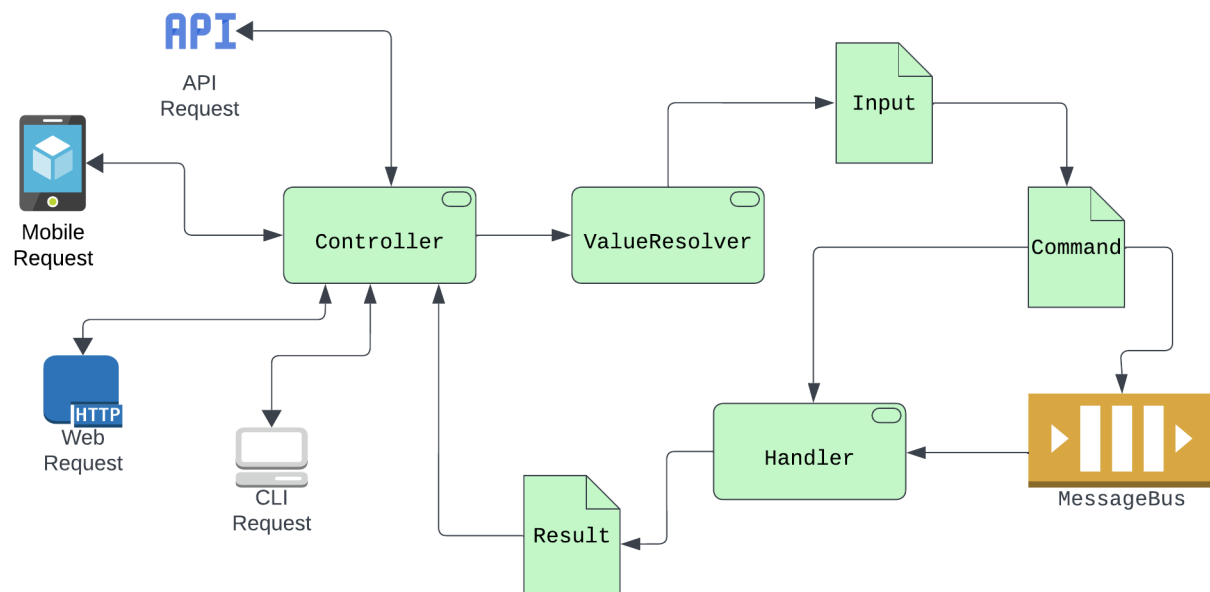 API
API
Request
Mobile
Request
Controller
ValueResolver
Input
Command
HTTP
Web
Request
CLI
Request
Result
Handler
MessageBus